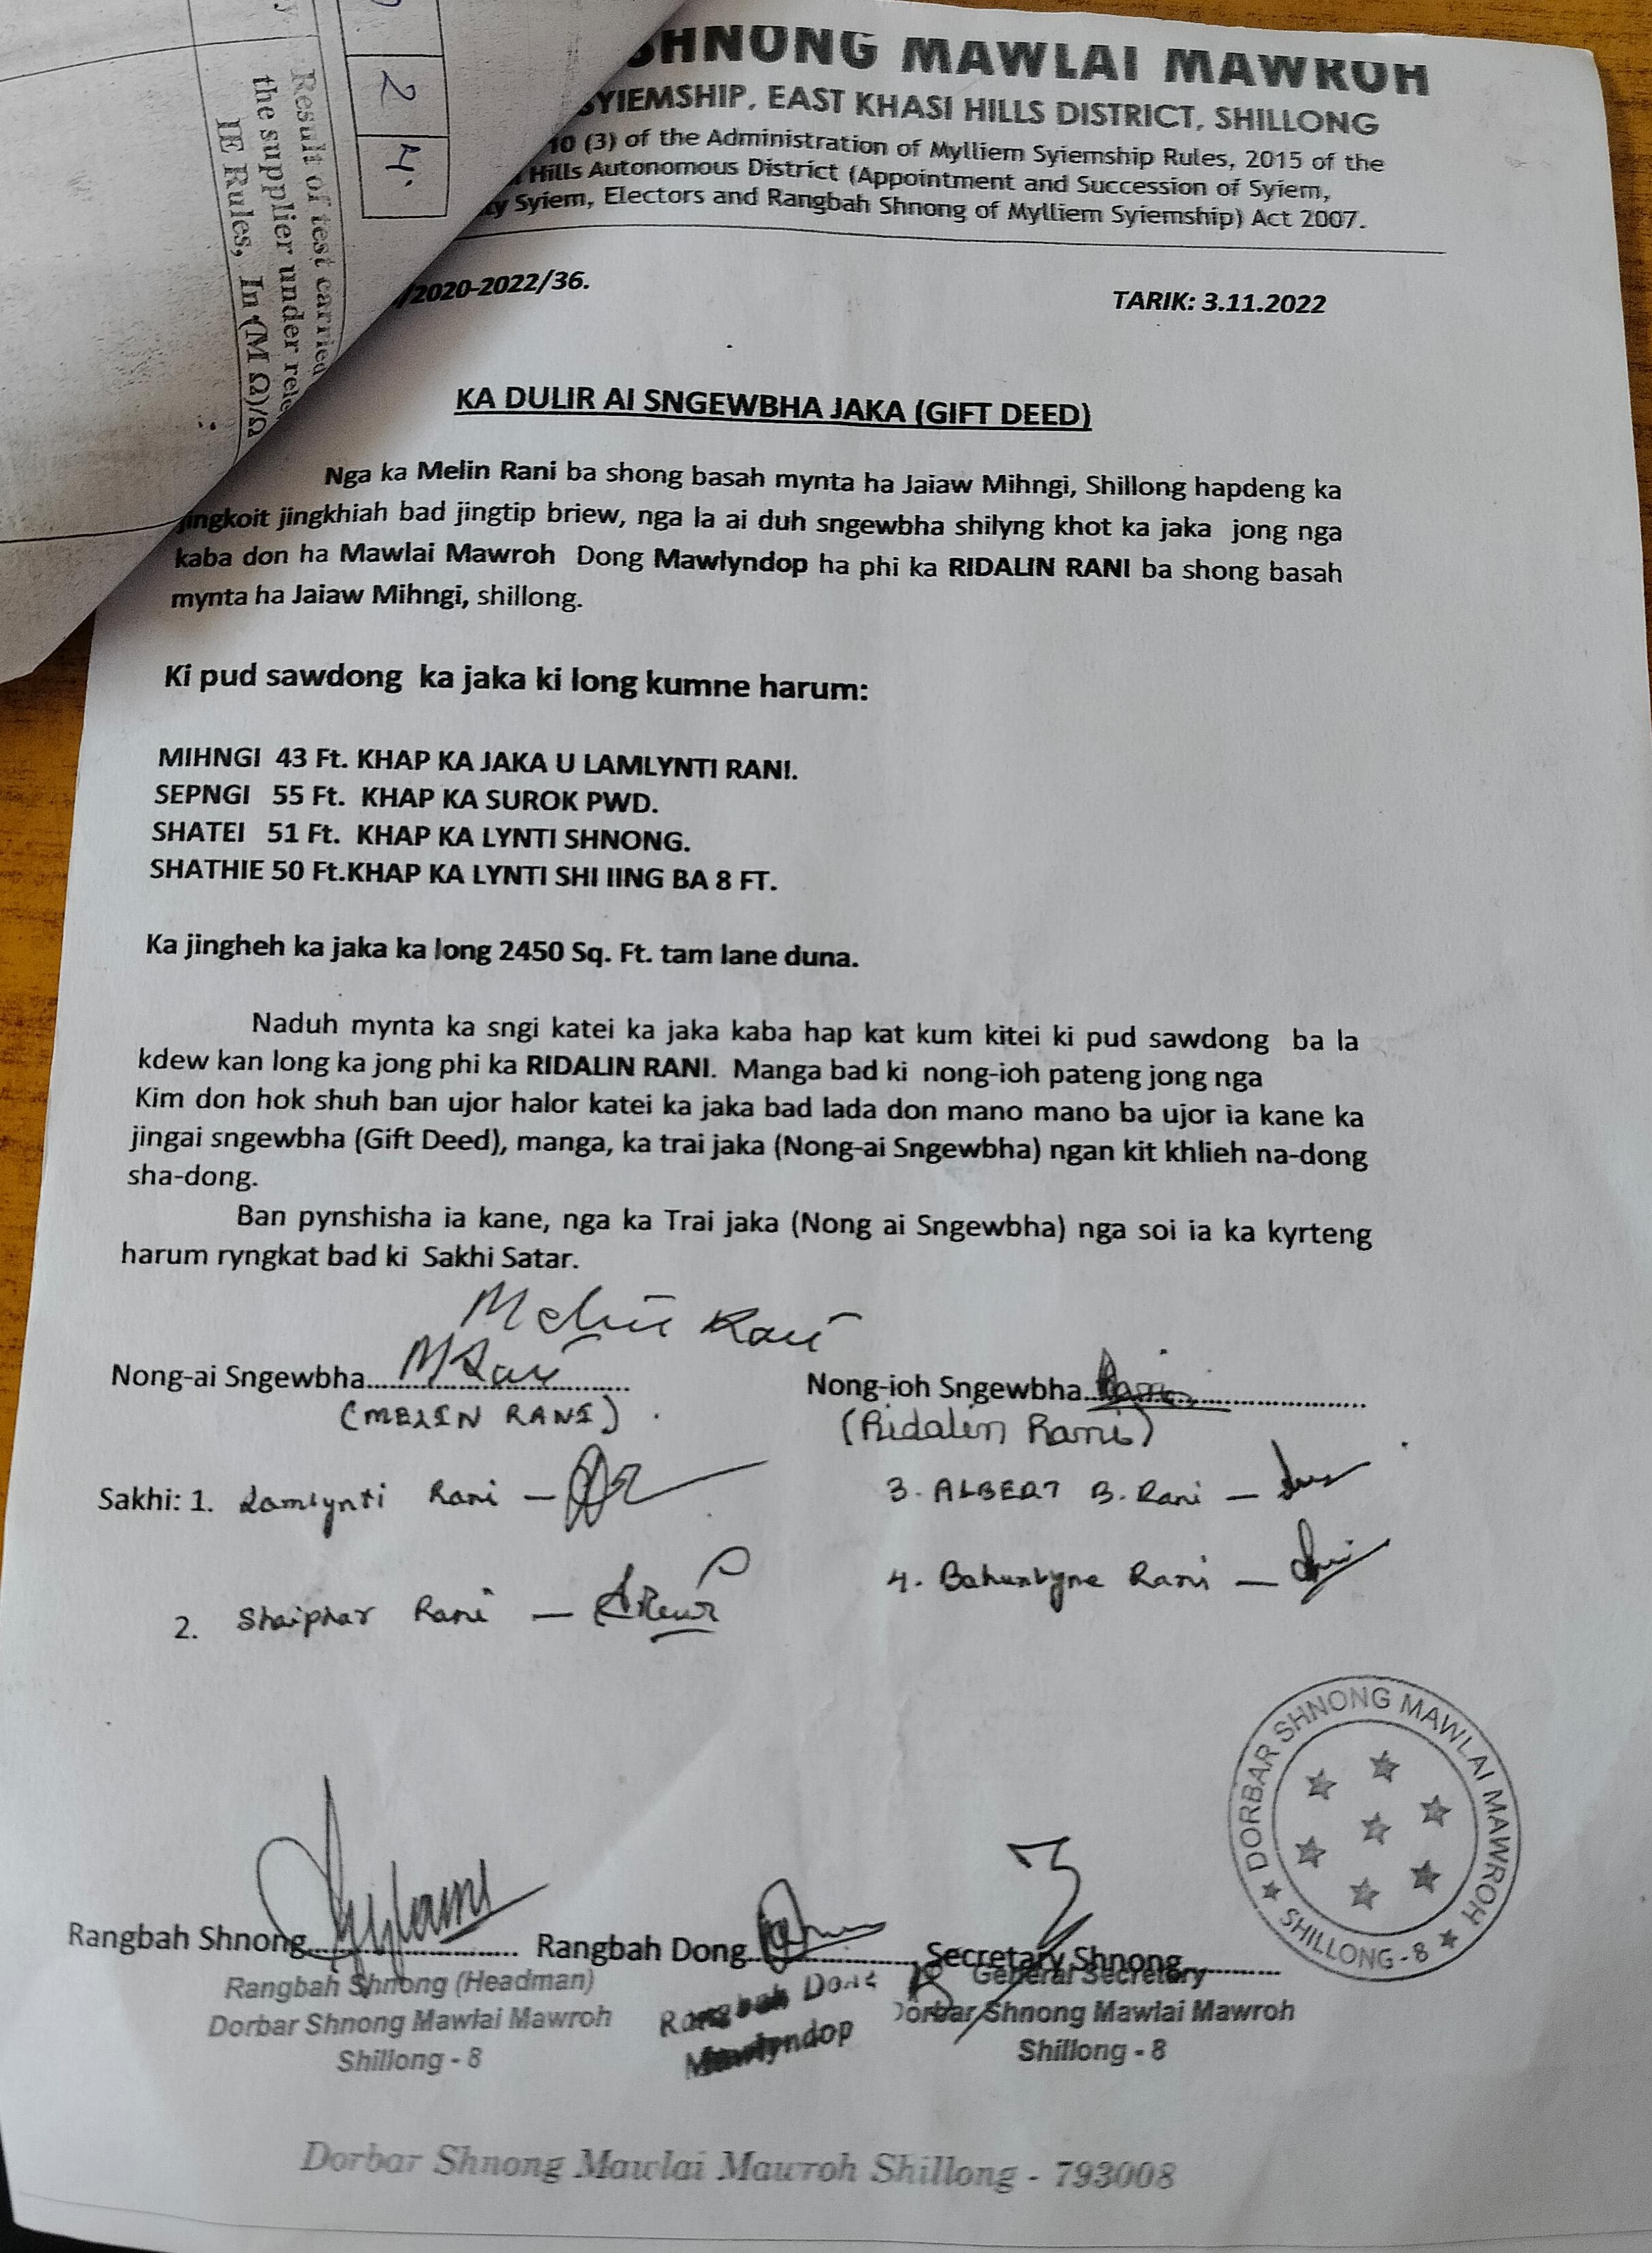 2 4.
Result of test carried
the supplier under
IE Rules, In (M Ω)/Ω
SHNONG MAWLAI MAWROH
SYIEMSHIP, EAST KHASI HILLS DISTRICT, SHILLONG
10 (3) of the Administration of Mylliem Syiemship Rules, 2015 of the
Hills Autonomous District (Appointment and Succession of Syiem,
Syiem, Electors and Rangbah Shnong of Mylliem Syiemship) Act 2007.
/2020-2022/36.
TARIK: 3.11.2022
KA DULIR AI SNGEWBHA JAKA (GIFT DEED)
Nga ka Melin Rani ba shong basah mynta ha Jaiaw Mihngi, Shillong hapdeng ka
jingkoit jingkhiah bad jingtip briew, nga la ai duh sngewbha shilyng khot ka jaka jong nga
kaba don ha Mawlai Mawroh Dong Mawlyndop ha phi ka RIDALIN RANI ba shong basah
mynta ha Jaiaw Mihngi, shillong.
Ki pud sawdong ka jaka ki long kumne harum:
MIHNGI 43 Ft. KHAP KA JAKA U LAMLYNTI RANI.
SEPNGI 55 Ft. KHAP KA SUROK PWD.
SHATEI 51 Ft. KHAP KA LYNTI SHNONG.
SHATHIE 50 Ft.KHAP KA LYNTI SHI IING BA 8 FT.
Ka jingheh ka jaka ka long 2450 Sq. Ft. tam lane duna.
Naduh mynta ka sngi katei ka jaka kaba hap kat kum kitei ki pud sawdong ba la
kdew kan long ka jong phi ka RIDALIN RANI. Manga bad ki nong-ioh pateng jong nga
Kim don hok shuh ban ujor halor katei ka jaka bad lada don mano mano ba ujor ia kane ka
jingai sngewbha (Gift Deed), manga, ka trai jaka (Nong-ai Sngewbha) ngan kit khlieh na-dong
sha-dong.
Ban pynshisha ia kane, nga ka Trai jaka (Nong ai Sngewbha) nga soi ia ka kyrteng
harum ryngkat bad ki Sakhi Satar.
Melin Rani
Nong-ai Sngewbha.....MRani.....
Nong-ioh Sngewbha..........
(MELIN RANI).
(Ridalin Rani)
Sakhi: 1. Lamlynti Rani –
3. ALBERT B. Rani –
2. Shaiphar Rani –
4. Bahunlyne Rani –
DORBAR SHNONG MAWLAI MAWROH
SHILLONG-8
Rangbah Shnong..........
Rangbah Dong..........
Secretary Shnong..........
Rangbah Shnong (Headman)
Dorbar Shnong Mawlai Mawroh
Shillong - 8
Rangbah Dong
Mawlyndop
General Secretary
Dorbar Shnong Mawlai Mawroh
Shillong - 8
Dorbar Shnong Mawlai Mawroh Shillong - 793008